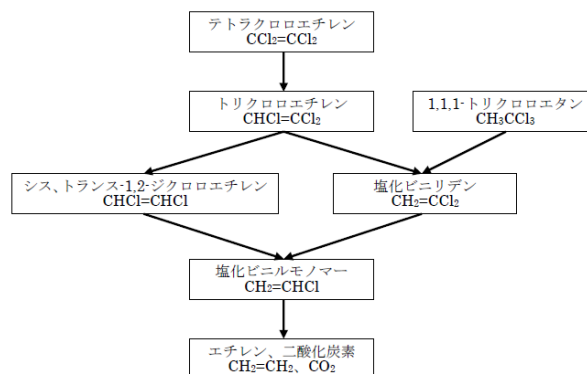 テトラクロロエチレン
CCl₂=CCl₂
トリクロロエチレン
CHCl=CCl₂
1,1,1-トリクロロエタン
CH₃CCl₃
シス、トランス-1,2-ジクロロエチレン
CHCl=CHCl
塩化ビニリデン
CH₂=CCl₂
塩化ビニルモノマー
CH₂=CHCl
エチレン、二酸化炭素
CH₂=CH₂、CO₂